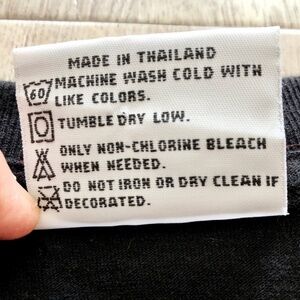 MADE IN THAILAND
60 MACHINE WASH COLD WITH
LIKE COLORS.
TUMBLE DRY LOW.
ONLY NON-CHLORINE BLEACH
WHEN NEEDED.
DO NOT IRON OR DRY CLEAN IF
DECORATED.